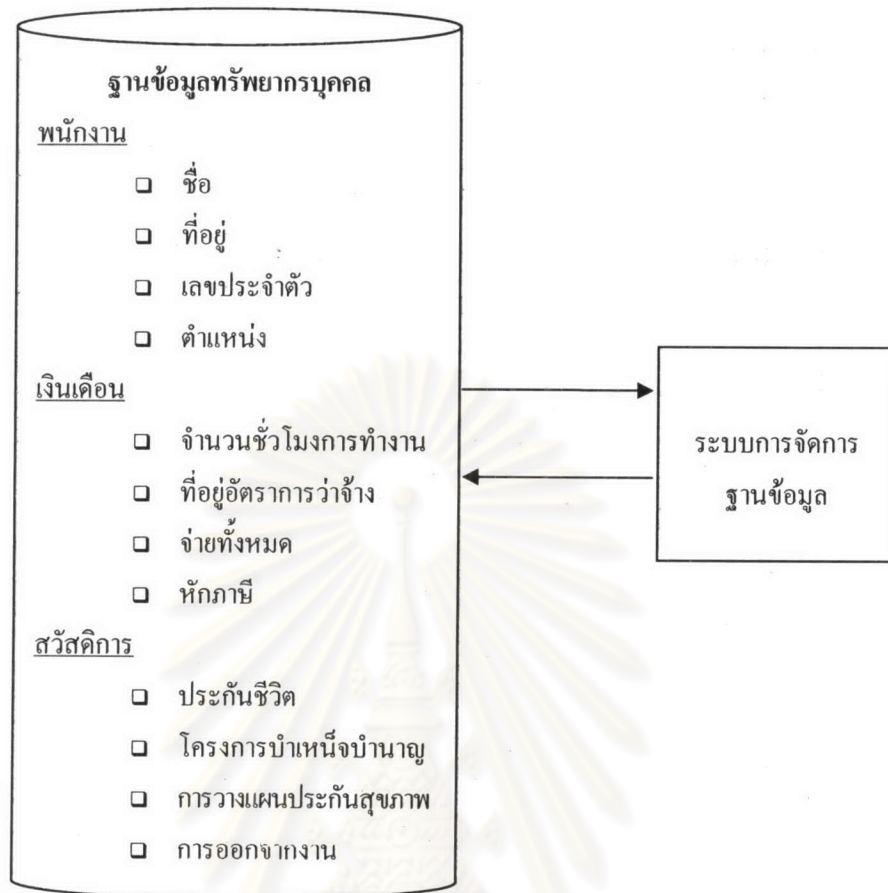 ฐานข้อมูลทรัพยากรบุคคล
พนักงาน
❑ ชื่อ
❑ ที่อยู่
❑ เลขประจำตัว
❑ ตำแหน่ง
เงินเดือน
❑ จำนวนชั่วโมงการทำงาน
❑ ที่อยู่อัตราการว่าจ้าง
❑ จ่ายทั้งหมด
❑ หักภาษี
สวัสดิการ
❑ ประกันชีวิต
❑ โครงการบำเหน็จบำนาญ
❑ การวางแผนประกันสุขภาพ
❑ การออกจากงาน
ระบบการจัดการ
ฐานข้อมูล